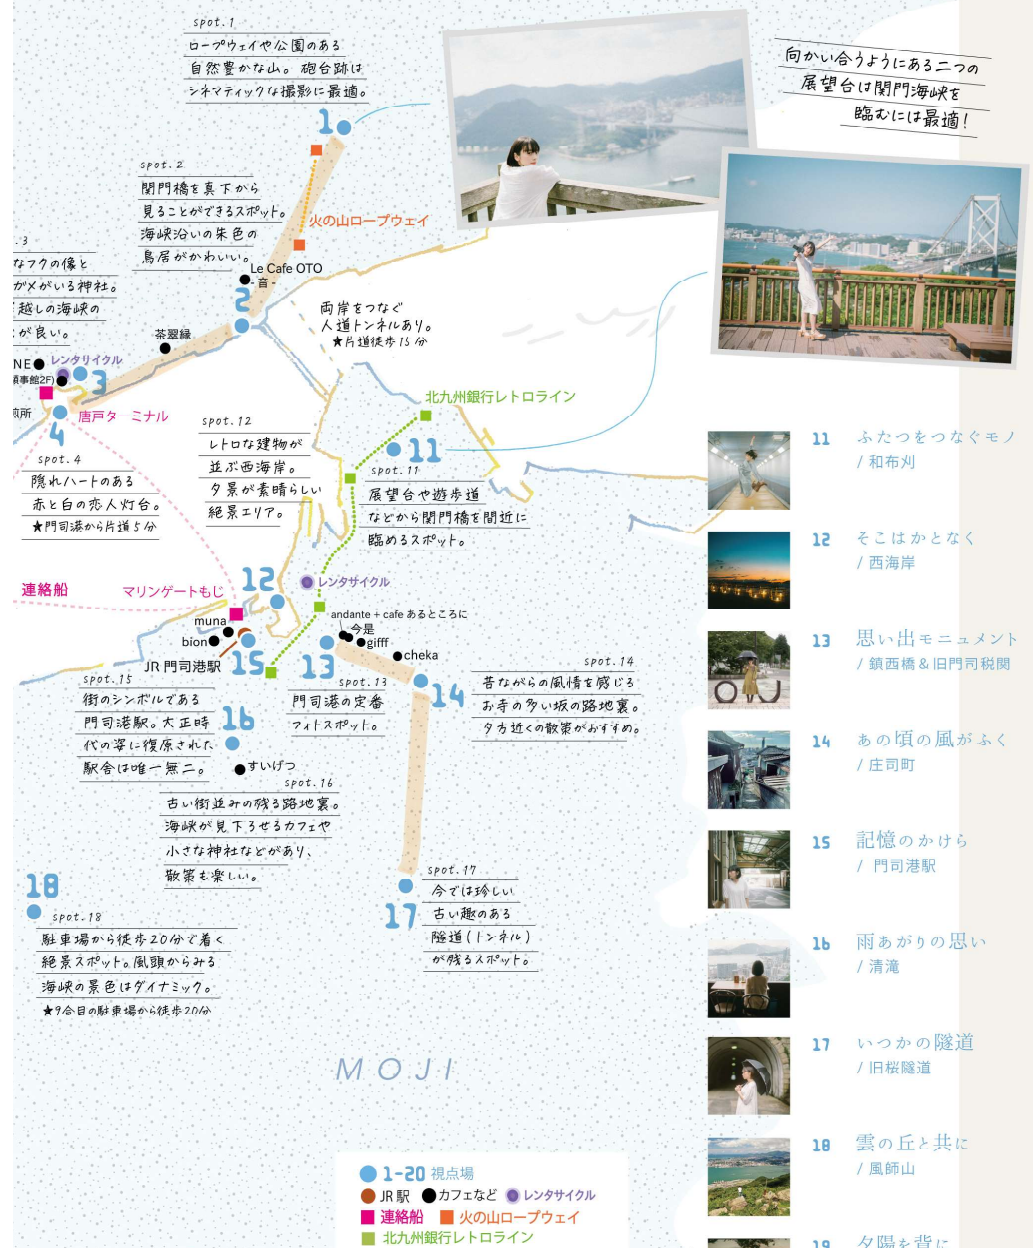 spot.1
ロープウェイや公園のある
自然豊かな山。砲台跡は
シネマティックな撮影に最適。
1
向かい合うようにある二つの
展望台は関門海峡を
臨むには最適！
spot.2
関門橋を真下から
見ることができるスポット。
海峡沿いの朱色の
鳥居がかわいい。
火の山ロープウェイ
Le Cafe OTO
- 音 -
2
.3
なフクの像と
ガメがいる神社。
越しの海峡の
が良い。
両岸をつなぐ
人道トンネルあり。
★片道徒歩15分
茶翠縁
NE
レンタサイクル
領事館2F)
3
唐戸ターミナル
4
北九州銀行レトロライン
11
spot.12
レトロな建物が
並ぶ西海岸。
夕景が素晴らしい
絶景エリア。
spot.11
展望台や遊歩道
などから関門橋を間近に
臨めるスポット。
spot.4
隠れハートのある
赤と白の恋人灯台。
★門司港から片道5分
連絡船
マリンゲートもじ
12
レンタサイクル
muna
bion
JR 門司港駅
15
andante + cafe あるところに
今是
gifff
cheka
13
14
spot.15
街のシンボルである
門司港駅。大正時
代の姿に復原された
駅舎は唯一無二。
spot.13
門司港の定番
フォトスポット。
spot.14
昔ながらの風情を感じる
お寺の多い坂の路地裏。
夕方近くの散策がおすすめ。
16
すいげつ
spot.16
古い街並みの残る路地裏。
海峡が見下ろせるカフェや
小さな神社などがあり、
散策も楽しい。
17
spot.17
今では珍しい
古い趣のある
隧道(トンネル)
が残るスポット。
18
spot.18
駐車場から徒歩20分で着く
絶景スポット。風頭からみる
海峡の景色はダイナミック。
★9合目の駐車場から徒歩20分
MOJI
1-20 視点場
JR 駅 カフェなど レンタサイクル
連絡船 火の山ロープウェイ
北九州銀行レトロライン
11 ふたつをつなぐモノ
/ 和布刈
12 そこはかとなく
/ 西海岸
13 思い出モニュメント
/ 鎮西橋＆旧門司税関
14 あの頃の風がふく
/ 庄司町
15 記憶のかけら
/ 門司港駅
16 雨あがりの思い
/ 清滝
17 いつかの隧道
/ 旧桜隧道
18 雲の丘と共に
/ 風師山
19 夕陽を背に